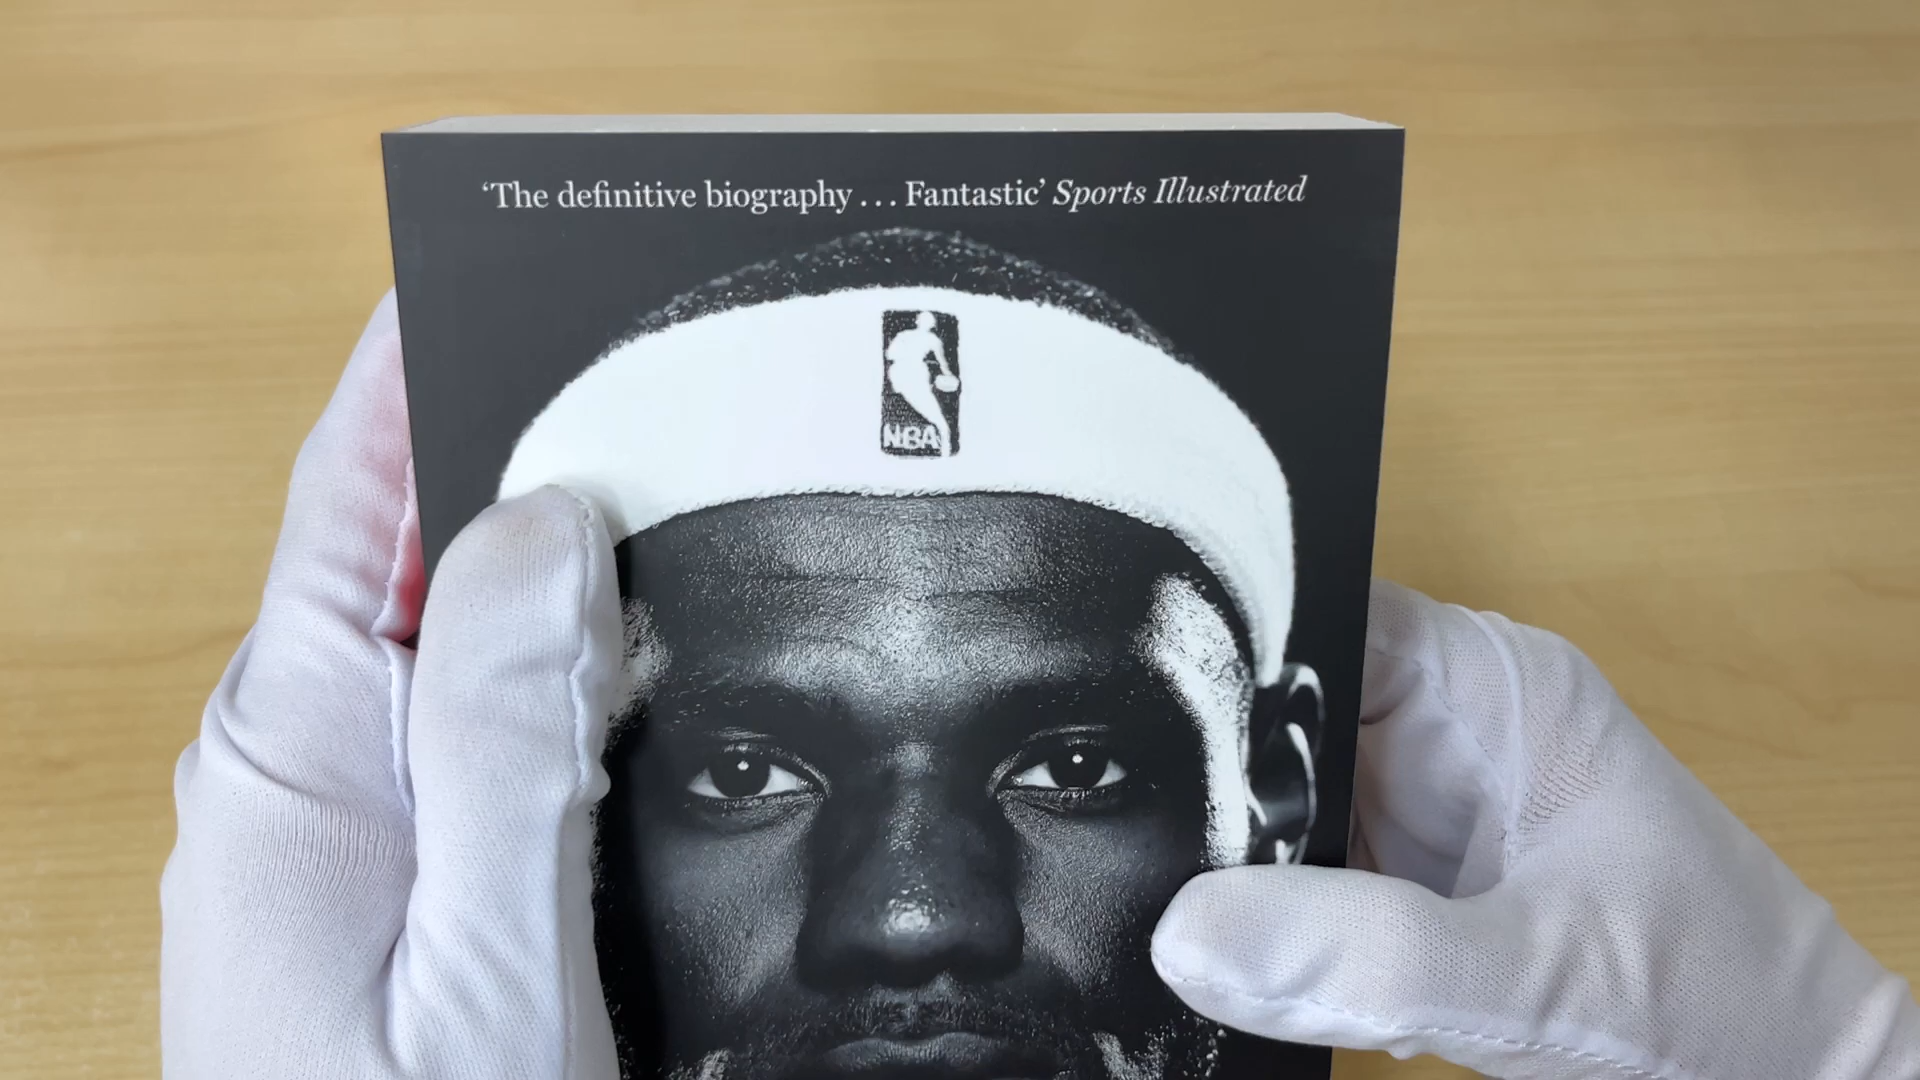 ‘The definitive biography . . . Fantastic’ Sports Illustrated
NBA